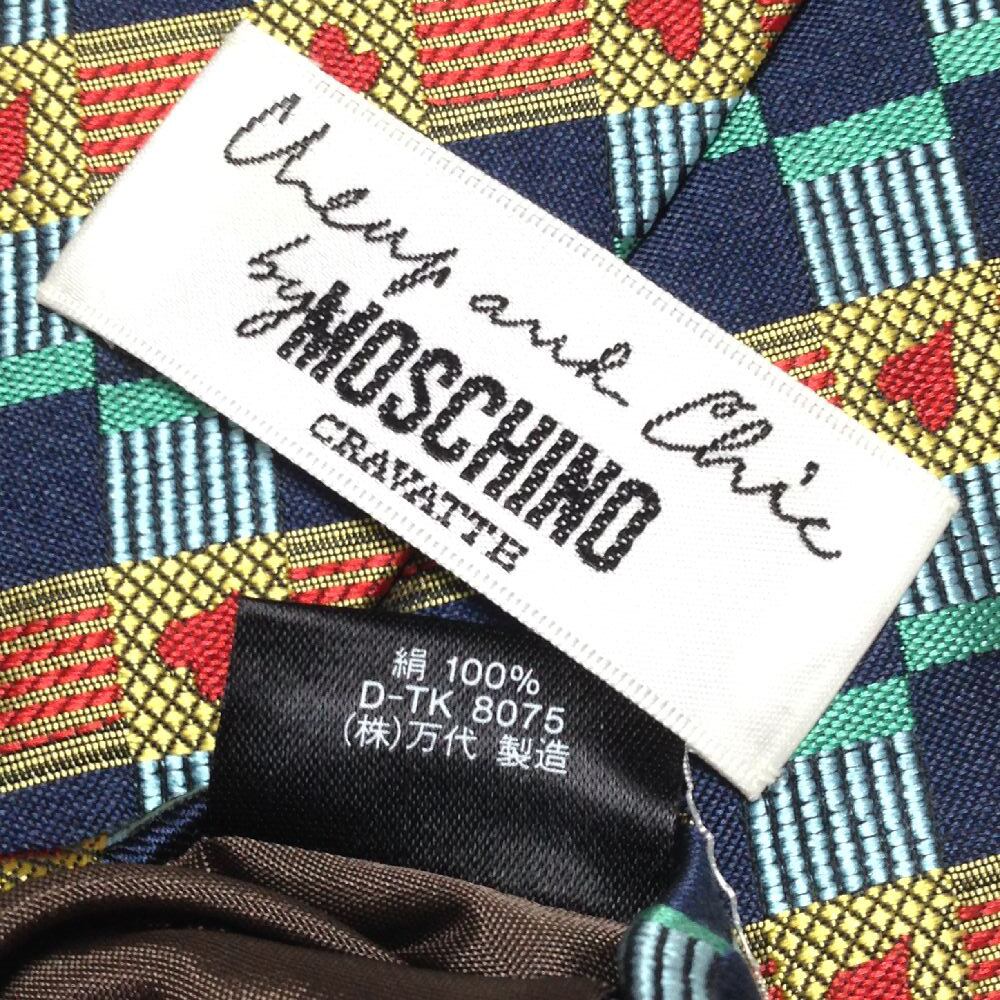 Cheap and Chic
by MOSCHINO
CRAVATTE
絹 100%
D-TK 8075
(株)万代 製造